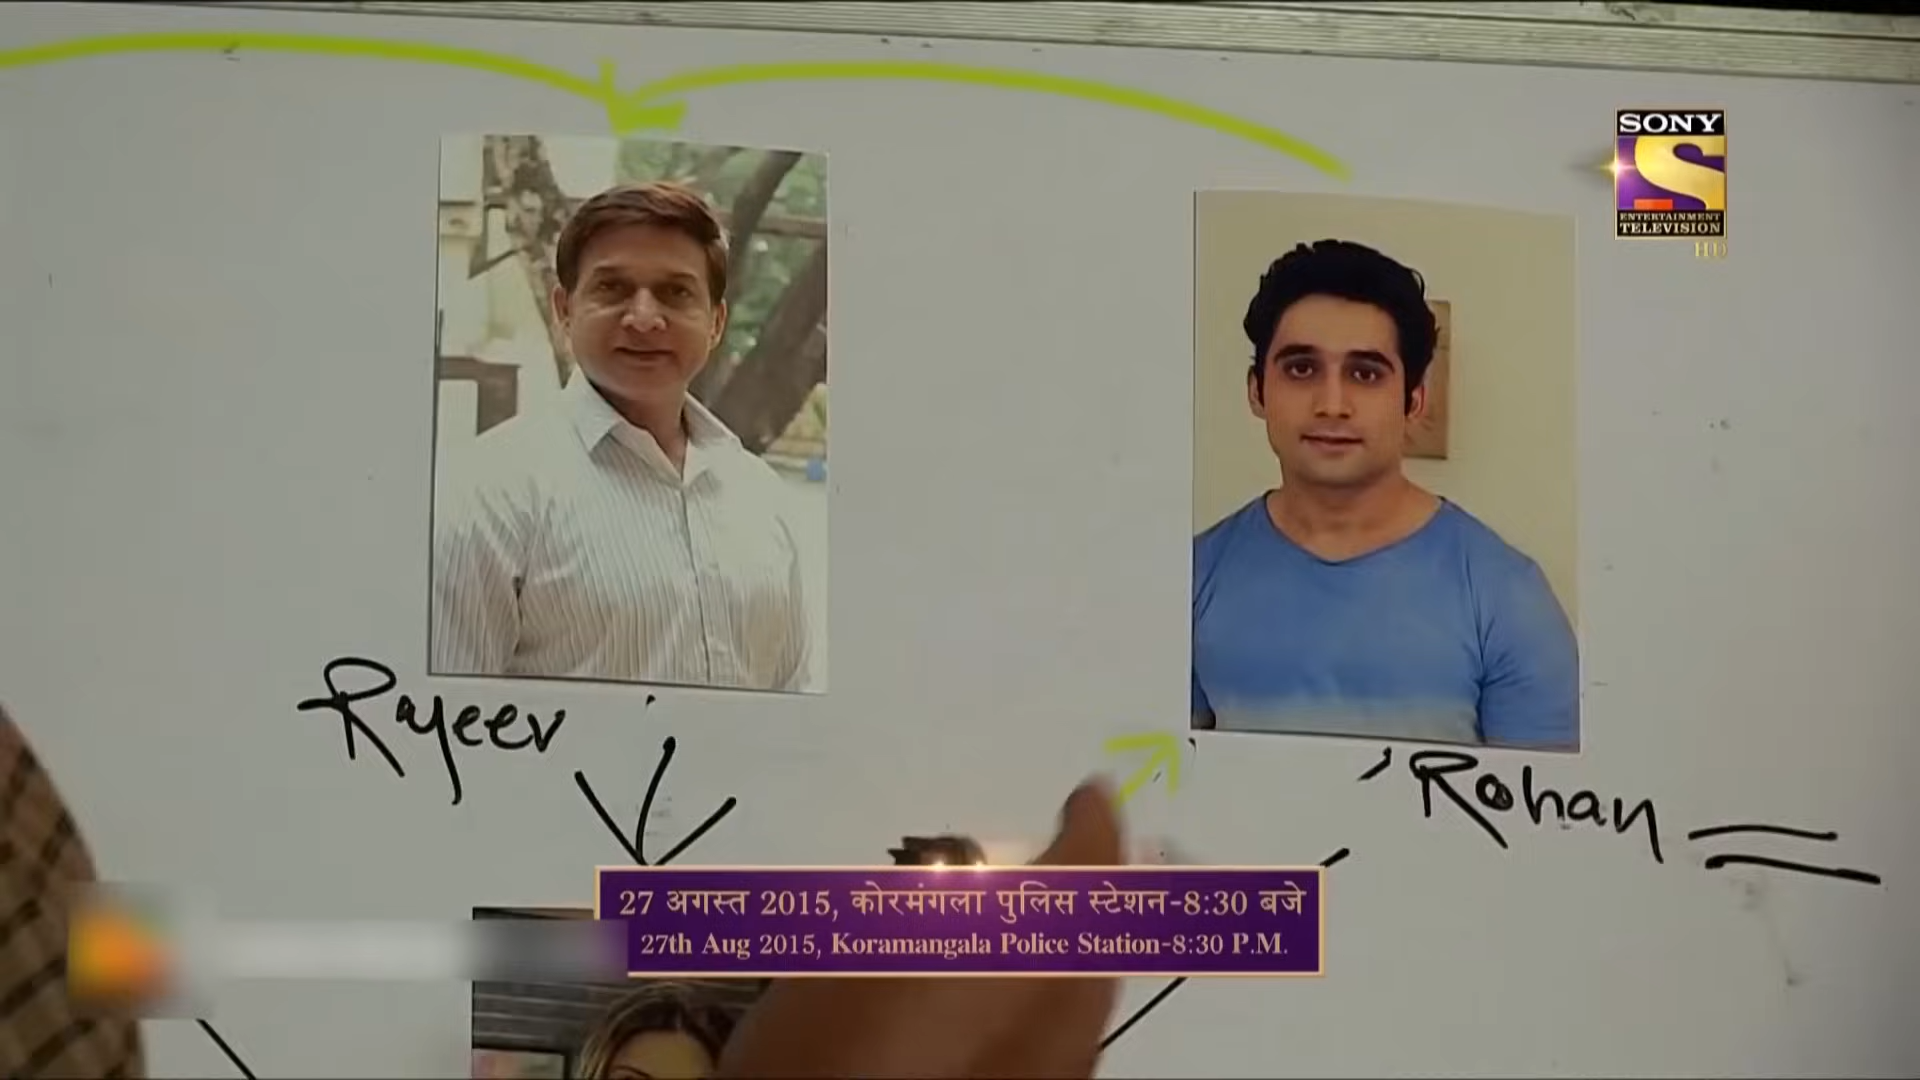 SONY
ENTERTAINMENT
TELEVISION
HD
Rajeev
Rohan
27 अगस्त 2015, कोरमंगला पुलिस स्टेशन-8:30 बजे
27th Aug 2015, Koramangala Police Station-8:30 P.M.